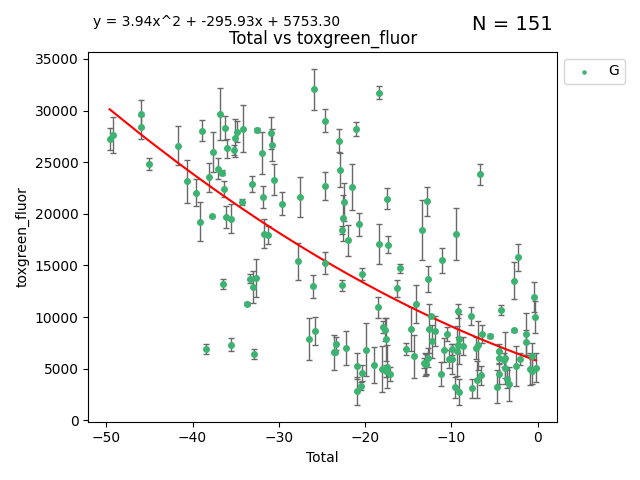 y = 3.94x^2 + -295.93x + 5753.30
N = 151
Total vs toxgreen_fluor
G
toxgreen_fluor
35000
30000
25000
20000
15000
10000
5000
0
−50
−40
−30
−20
−10
0
Total